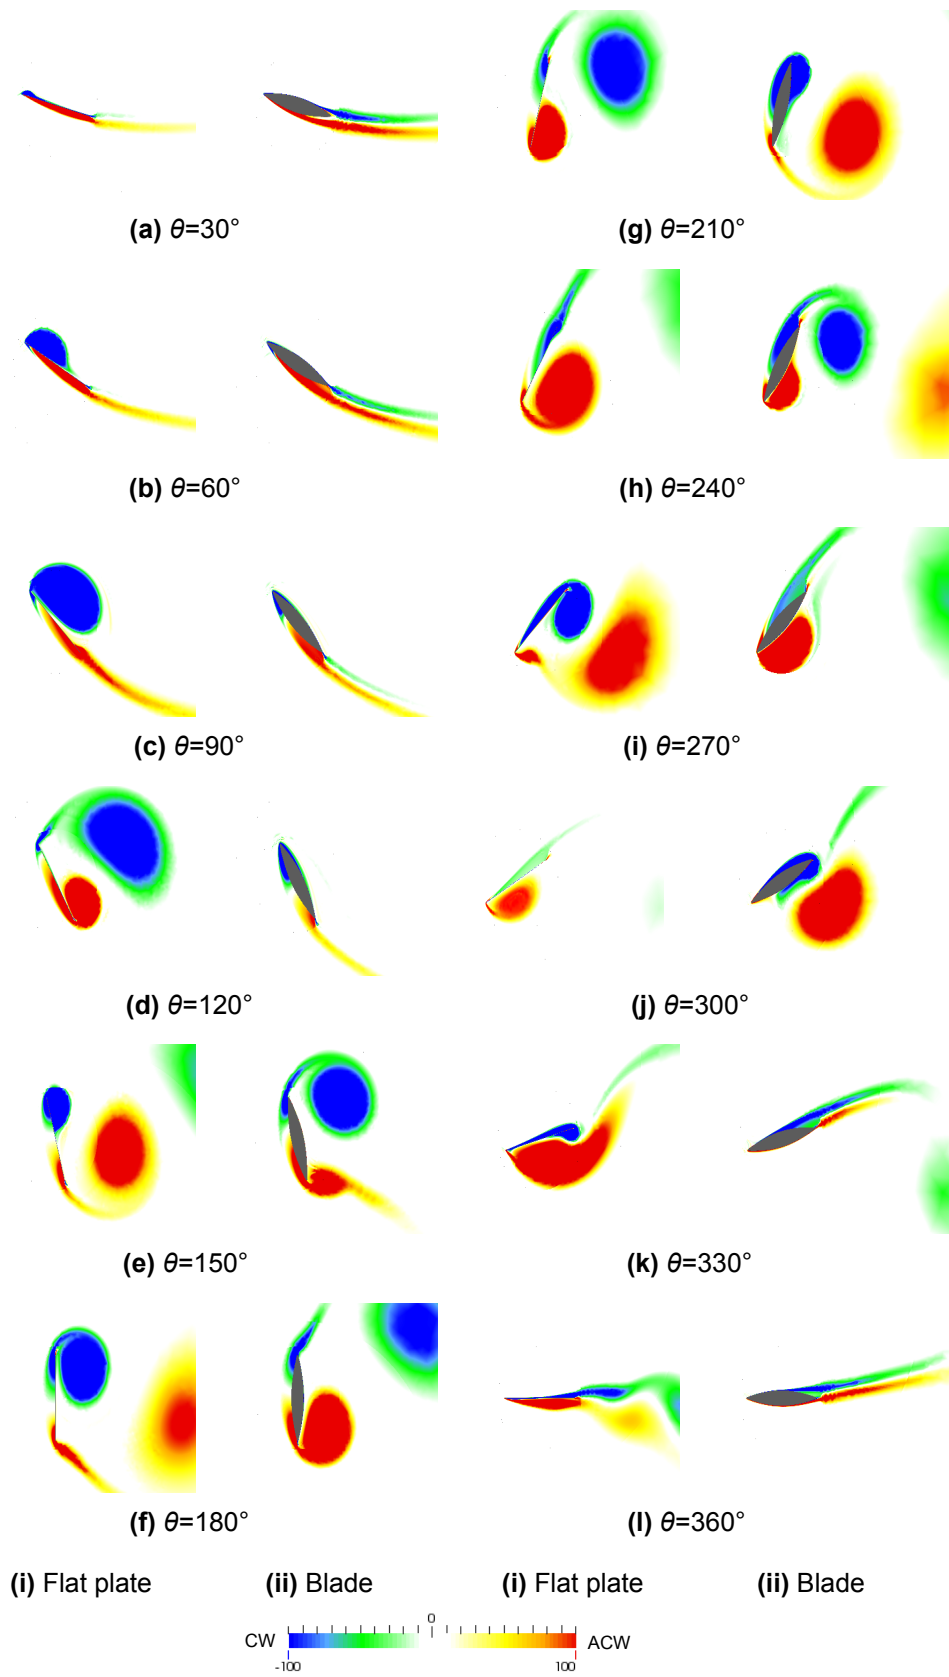 (a) θ=30°
(g) θ=210°
(b) θ=60°
(h) θ=240°
(c) θ=90°
(i) θ=270°
(d) θ=120°
(j) θ=300°
(e) θ=150°
(k) θ=330°
(f) θ=180°
(l) θ=360°
(i) Flat plate (ii) Blade (i) Flat plate (ii) Blade
0
CW ACW
-100 100